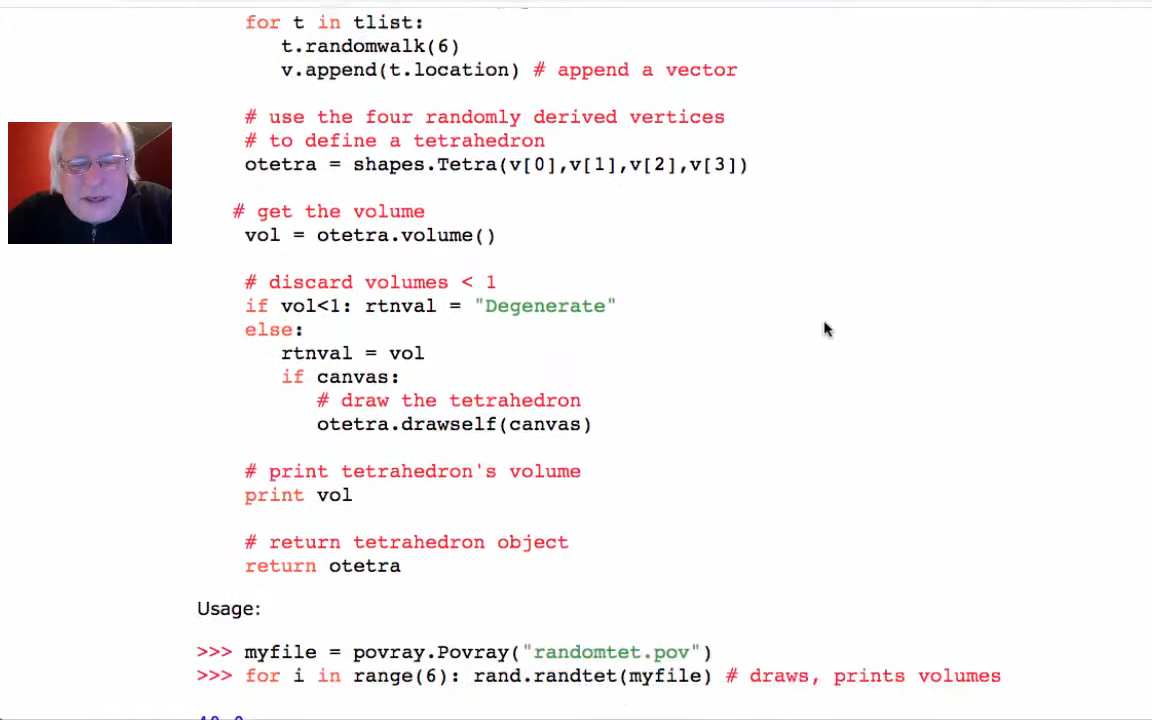 for t in tlist:
t.randomwalk(6)
v.append(t.location) # append a vector
# use the four randomly derived vertices
# to define a tetrahedron
otetra = shapes.Tetra(v[0],v[1],v[2],v[3])
# get the volume
vol = otetra.volume()
# discard volumes < 1
if vol<1: rtnval = "Degenerate"
else:
rtnval = vol
if canvas:
# draw the tetrahedron
otetra.drawself(canvas)
# print tetrahedron's volume
print vol
# return tetrahedron object
return otetra
Usage:
>>> myfile = povray.Povray("randomtet.pov")
>>> for i in range(6): rand.randtet(myfile) # draws, prints volumes